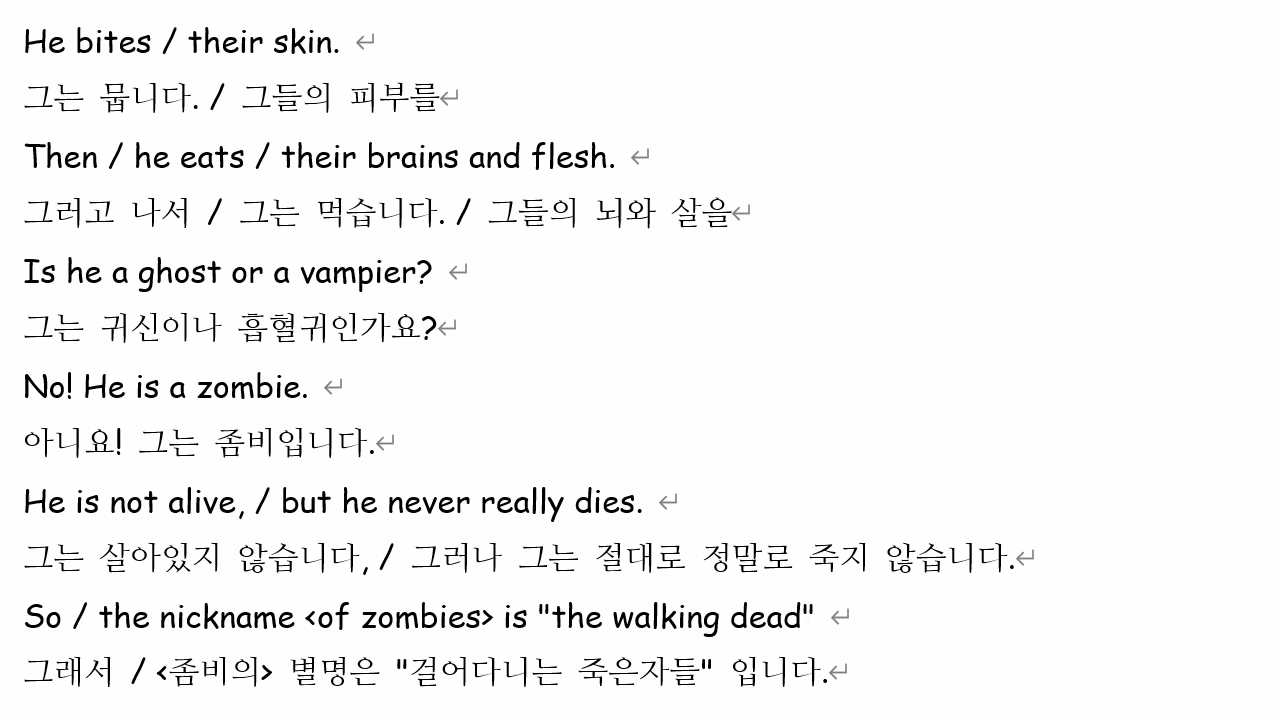 He bites / their skin. ↵
그는 뭅니다. / 그들의 피부를↵
Then / he eats / their brains and flesh. ↵
그러고 나서 / 그는 먹습니다. / 그들의 뇌와 살을↵
Is he a ghost or a vampier? ↵
그는 귀신이나 흡혈귀인가요?↵
No! He is a zombie. ↵
아니요! 그는 좀비입니다.↵
He is not alive, / but he never really dies. ↵
그는 살아있지 않습니다, / 그러나 그는 절대로 정말로 죽지 않습니다.↵
So / the nickname <of zombies> is "the walking dead" ↵
그래서 / <좀비의> 별명은 "걸어다니는 죽은자들" 입니다.↵